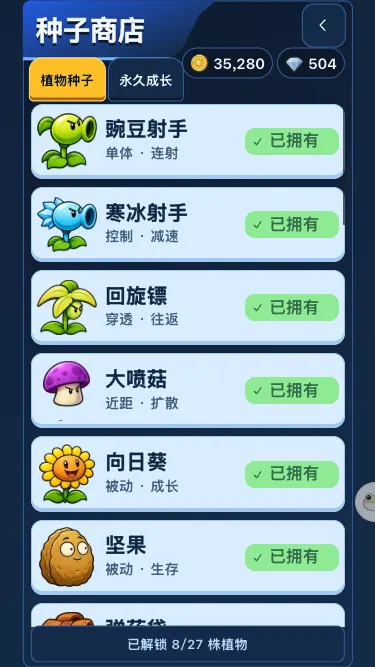 种子商店
35,280
504
植物种子
永久成长
豌豆射手
单体 · 连射
✓ 已拥有
寒冰射手
控制 · 减速
✓ 已拥有
回旋镖
穿透 · 往返
✓ 已拥有
大喷菇
近距 · 扩散
✓ 已拥有
向日葵
被动 · 成长
✓ 已拥有
坚果
被动 · 生存
✓ 已拥有
已解锁 8/27 株植物